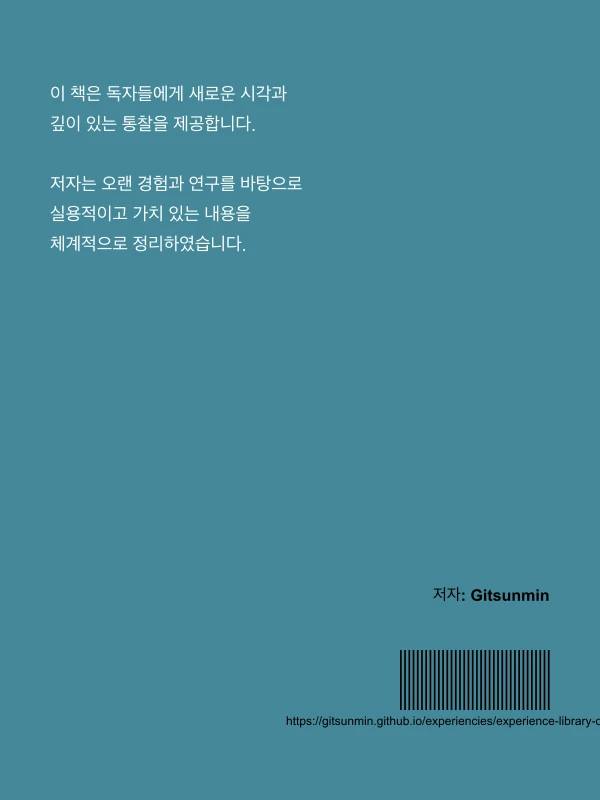 이 책은 독자들에게 새로운 시각과
깊이 있는 통찰을 제공합니다.
저자는 오랜 경험과 연구를 바탕으로
실용적이고 가치 있는 내용을
체계적으로 정리하였습니다.
저자: Gitsunmin
https://gitsunmin.github.io/experiencies/experience-library-c